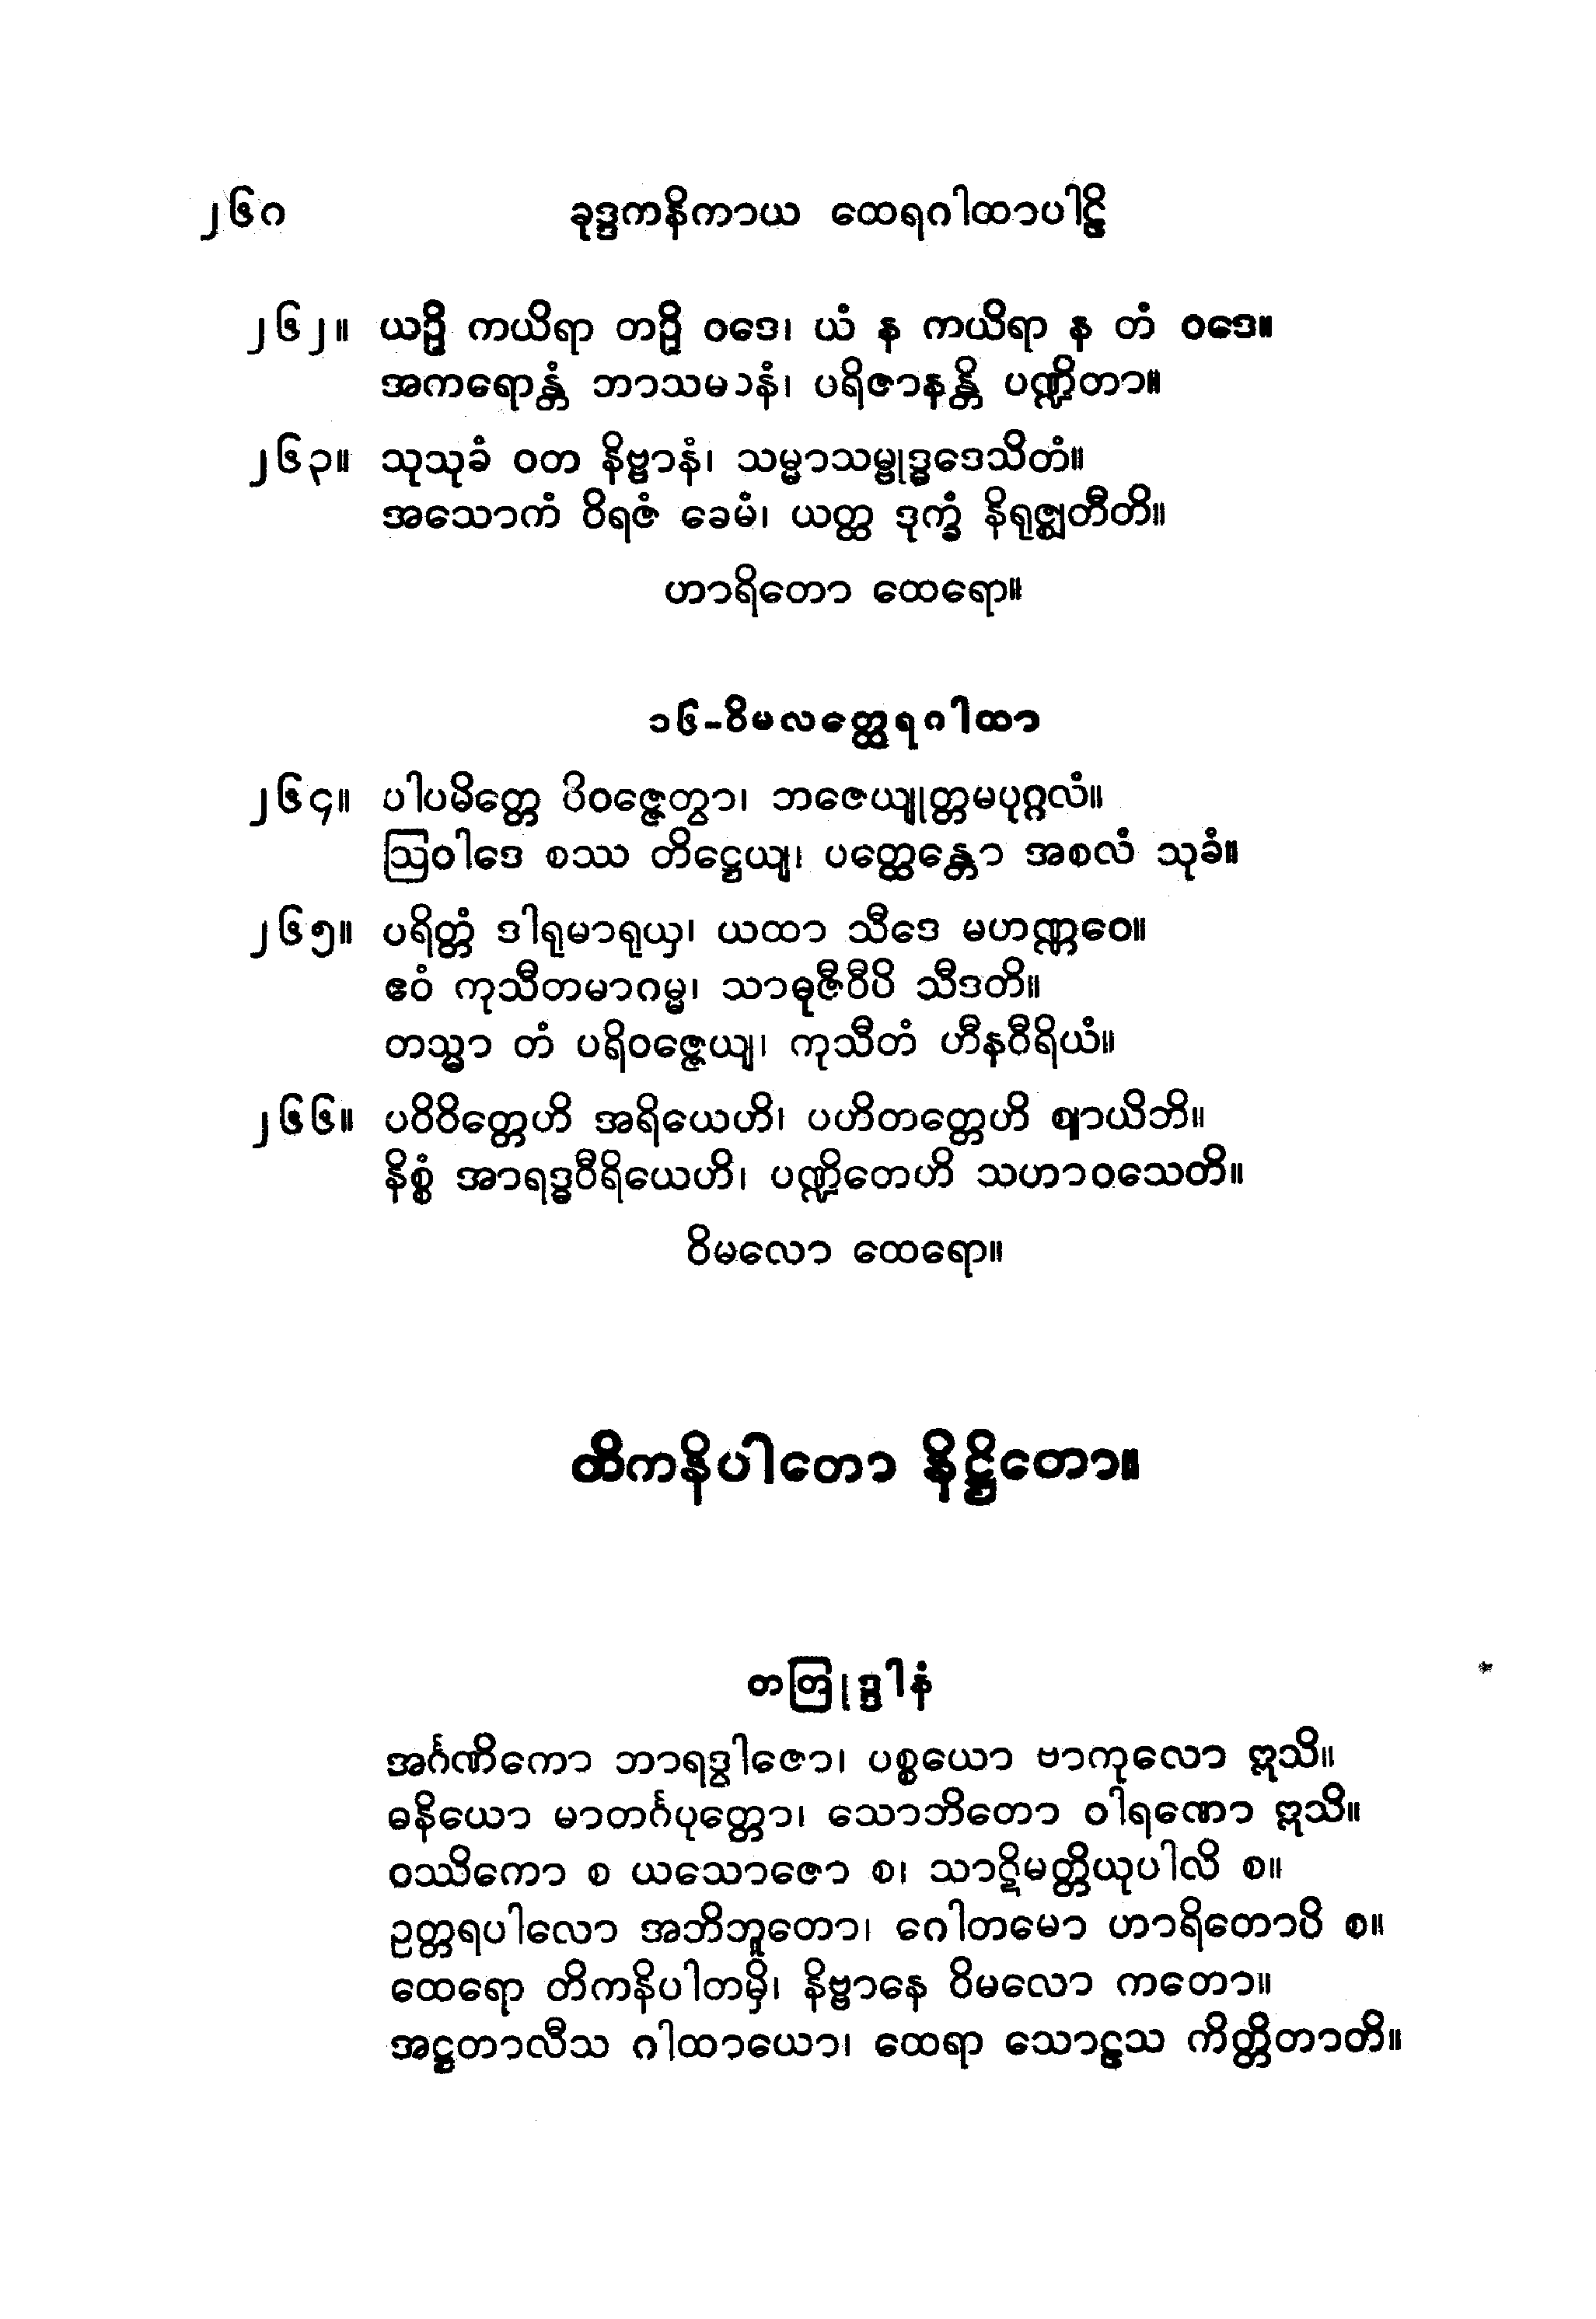 ၂၆ဂ ခုဒ္ဒကနိကာယ ထေရဂါထာပါဠိ
၂၆၂။ ယဉှိ ကယိရာ တဉှိ ဝဒေ၊ ယံ န ကယိရာ န တံ ဝဒေ။
အကရောန္တံ ဘာသမာနံ၊ ပရိဇာနန္တိ ပဏ္ဍိတာ။
၂၆၃။ သုသုခံ ဝတ နိဗ္ဗာနံ၊ သမ္မာသမ္ဗုဒ္ဓဒေသိတံ။
အသောကံ ဝိရဇံ ခေမံ၊ ယတ္ထ ဒုက္ခံ နိရုဇ္ဈတီတိ။
ဟာရိတော ထေရော။
၁၆-ဝိမလတ္ထေရဂါထာ
၂၆၄။ ပါပမိတ္တေ ဝိဝဇ္ဇေတွာ၊ ဘဇေယျုတ္တမပုဂ္ဂလံ။
ဩဝါဒေ စဿ တိဋ္ဌေယျ၊ ပတ္ထေန္တော အစလံ သုခံ။
၂၆၅။ ပရိတ္တံ ဒါရုမာရုယှ၊ ယထာ သီဒေ မဟဏ္ဏဝေ။
ဧဝံ ကုသီတမာဂမ္မ၊ သာဓုဇီဝီပိ သီဒတိ။
တသ္မာ တံ ပရိဝဇ္ဇေယျ၊ ကုသီတံ ဟီနဝီရိယံ။
၂၆၆။ ပဝိဝိတ္တေဟိ အရိယေဟိ၊ ပဟိတတ္တေဟိ ဈာယိဘိ။
နိစ္စံ အာရဒ္ဓဝီရိယေဟိ၊ ပဏ္ဍိတေဟိ သဟာဝသေတိ။
ဝိမလော ထေရော။
တိကနိပါတော နိဋ္ဌိတော။
တတြုဒ္ဒါနံ
အင်္ဂဏိကော ဘာရဒွါဇော၊ ပစ္စယော ဗာကုလော ဣသိ။
ဓနိယော မာတင်္ဂပုတ္တော၊ သောဘိတော ဝါရဏော ဣသိ။
ဝဿိကော စ ယသောဇော စ၊ သာဋိမတ္တိယုပါလိ စ။
ဥတ္တရပါလော အဘိဘူတော၊ ဂေါတမော ဟာရိတောပိ စ။
ထေရော တိကနိပါတမှိ၊ နိဗ္ဗာနေ ဝိမလော ကတော။
အဋ္ဌတာလီသ ဂါထာယော၊ ထေရာ သောဠသ ကိတ္တိတာတိ။